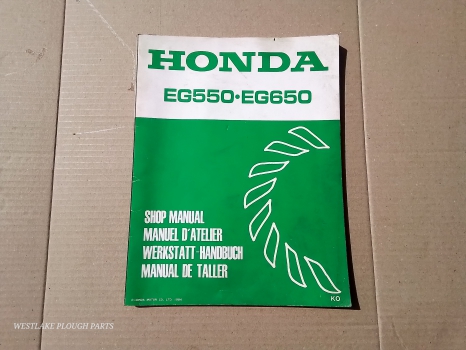 HONDA
EG550•EG650
SHOP MANUAL
MANUEL D'ATELIER
WERKSTATT-HANDBUCH
MANUAL DE TALLER
KO
WESTLAKE PLOUGH PARTS